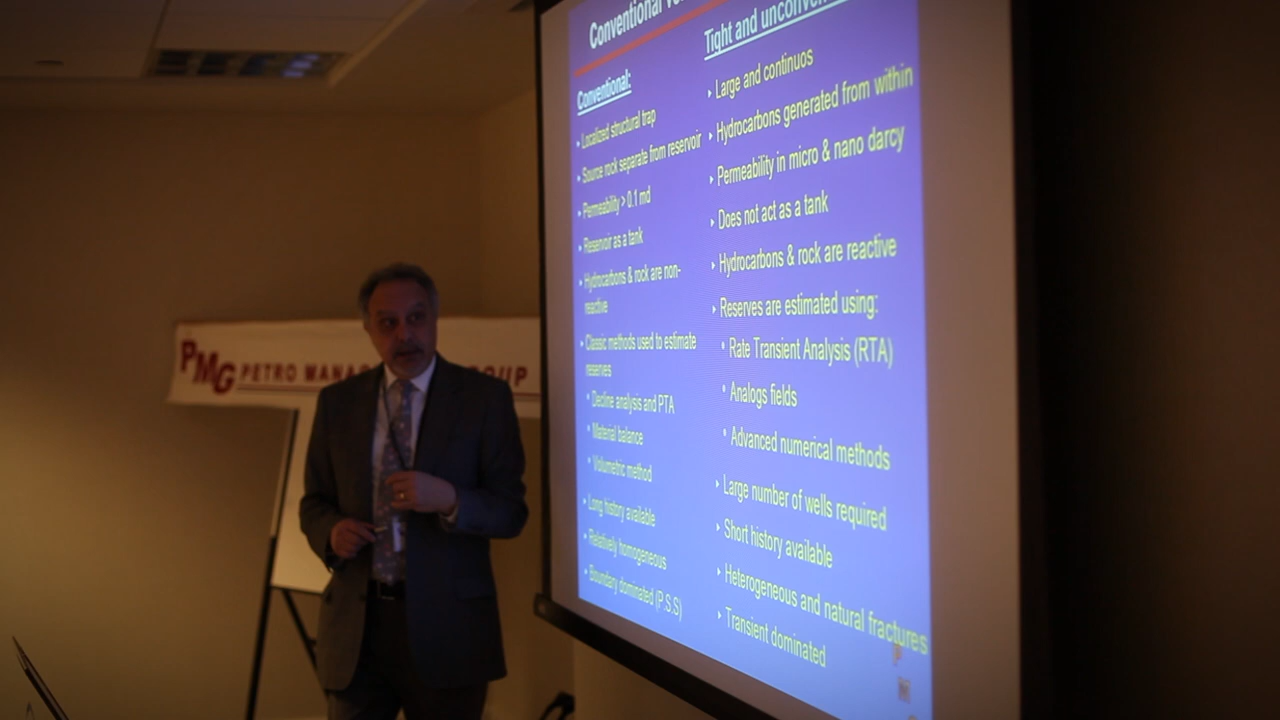 Conventional
Conventional:
Localized structural trap
Source rock separate from reservoir
Permeability > 0.1 md
Reservoir as a tank
Hydrocarbons & rock are non-
reactive
Classic methods used to estimate
reserves
Decline analysis and PTA
Material balance
Volumetric method
Long history available
Relatively homogeneous
Boundary dominated (P.S.S)
Tight and
Large and continuos
Hydrocarbons generated from within
Permeability in micro & nano darcy
Does not act as a tank
Hydrocarbons & rock are reactive
Reserves are estimated using:
Rate Transient Analysis (RTA)
Analogs fields
Advanced numerical methods
Large number of wells required
Short history available
Heterogeneous and natural fractures
Transient dominated
PMG PETRO